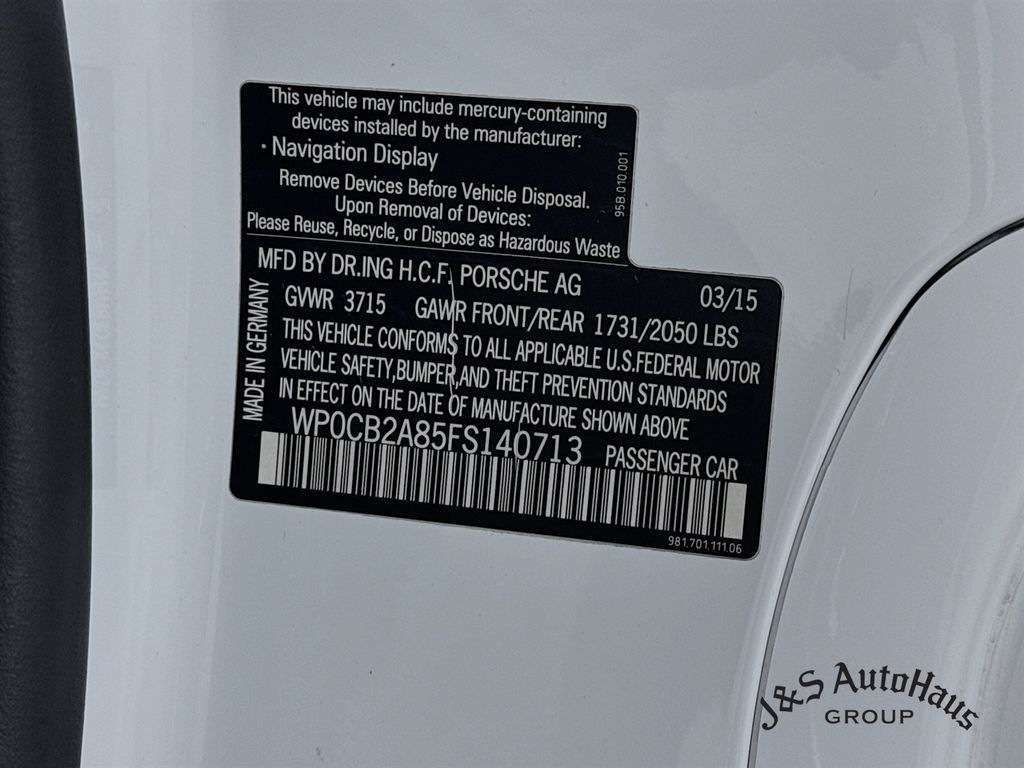 This vehicle may include mercury-containing
devices installed by the manufacturer:
· Navigation Display
Remove Devices Before Vehicle Disposal.
Upon Removal of Devices:
Please Reuse, Recycle, or Dispose as Hazardous Waste
95B.010.001
MFD BY DR.ING H.C.F. PORSCHE AG 03/15
GVWR 3715 GAWR FRONT/REAR 1731/2050 LBS
THIS VEHICLE CONFORMS TO ALL APPLICABLE U.S.FEDERAL MOTOR
VEHICLE SAFETY,BUMPER,AND THEFT PREVENTION STANDARDS
IN EFFECT ON THE DATE OF MANUFACTURE SHOWN ABOVE
MADE IN GERMANY
WP0CB2A85FS140713 PASSENGER CAR
981.701.111.06
J&S AutoHaus
GROUP